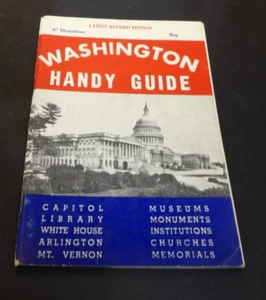 LATEST REVISED EDITION
47 Illustrations Map
WASHINGTON
HANDY GUIDE
CAPITOL MUSEUMS
LIBRARY MONUMENTS
WHITE HOUSE INSTITUTIONS
ARLINGTON CHURCHES
MT. VERNON MEMORIALS